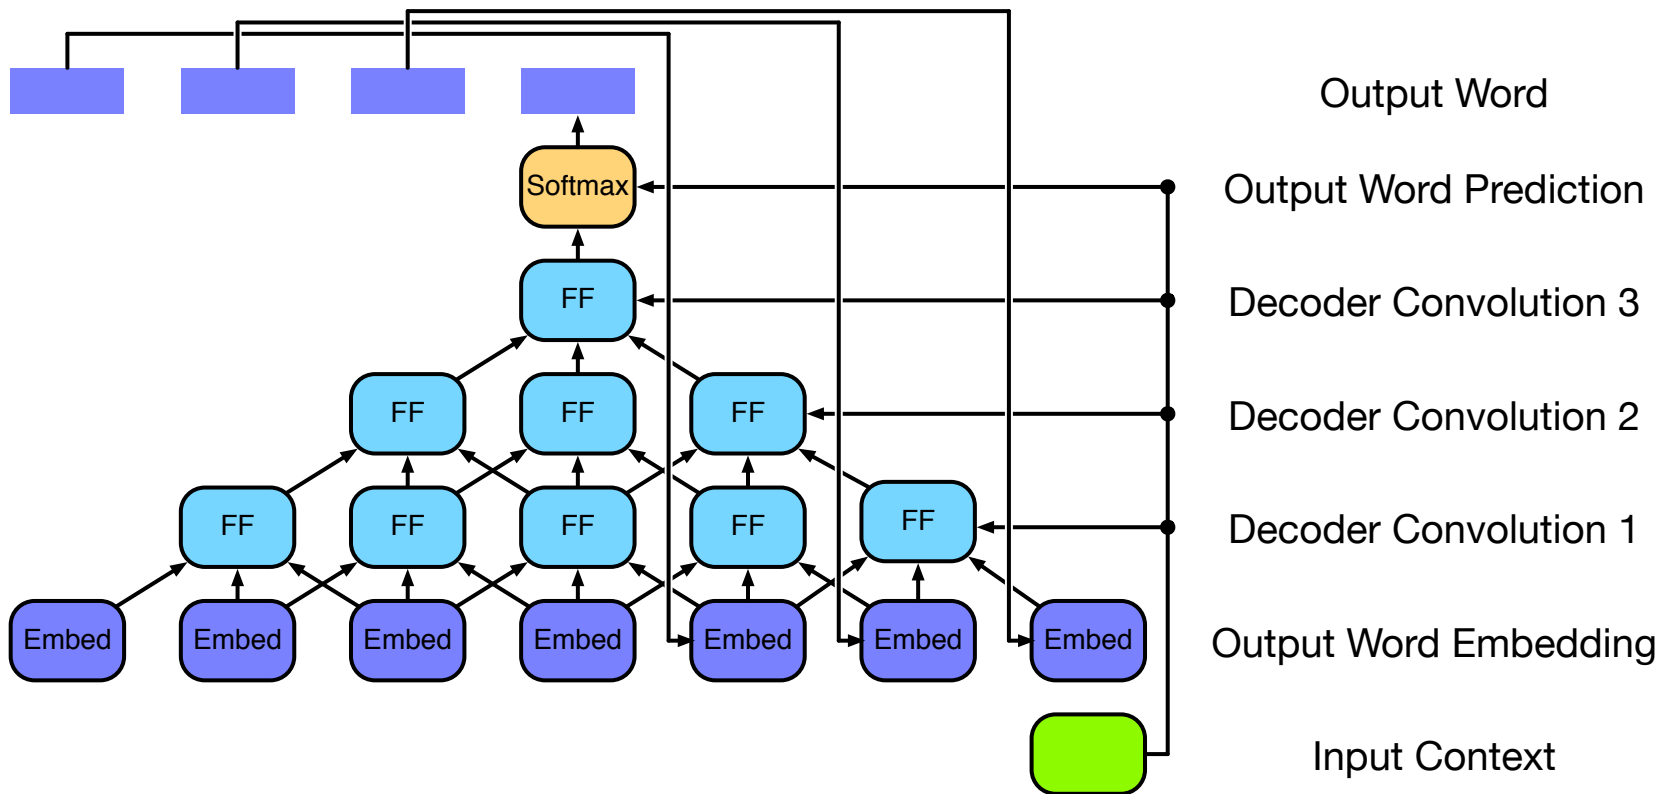 Output Word
Softmax
Output Word Prediction
FF
Decoder Convolution 3
FF FF FF
Decoder Convolution 2
FF FF FF FF FF
Decoder Convolution 1
Embed Embed Embed Embed Embed Embed Embed
Output Word Embedding
Input Context